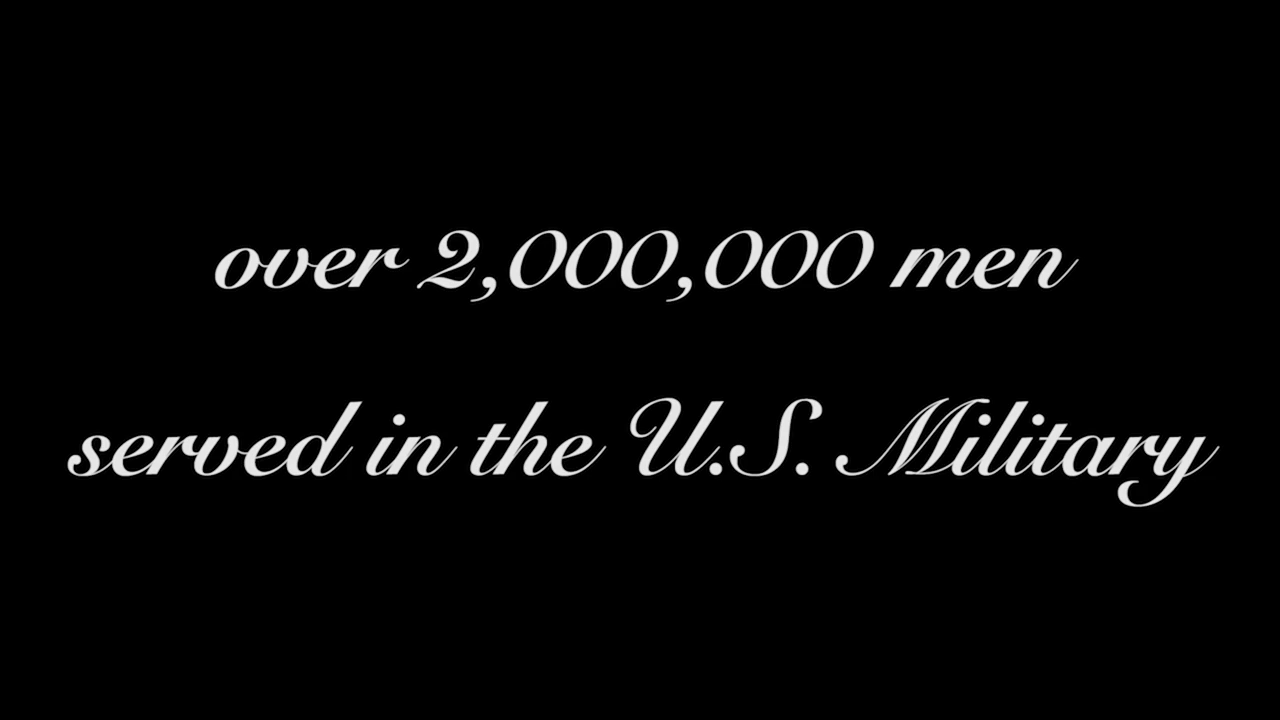 over 2,000,000 men
served in the U.S. Military